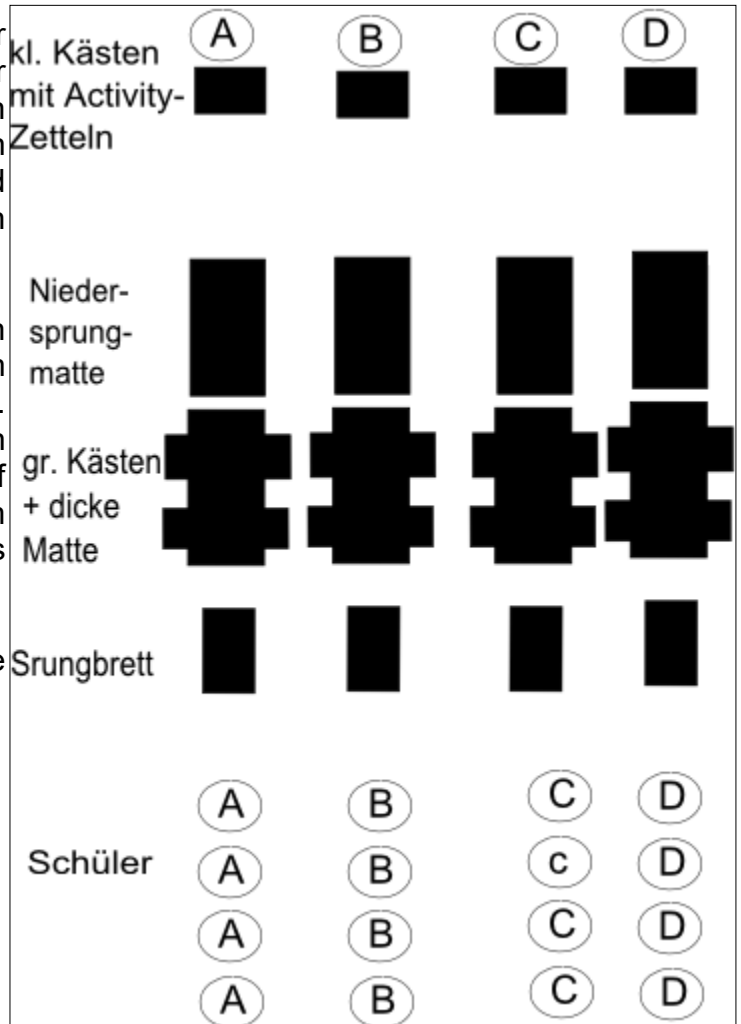 A B C D
kl. Kästen
mit Activity-
Zetteln
Nieder-
sprung-
matte
gr. Kästen
+ dicke
Matte
Srungbrett
Schüler
A B C D
A B c D
A B C D
A B C D